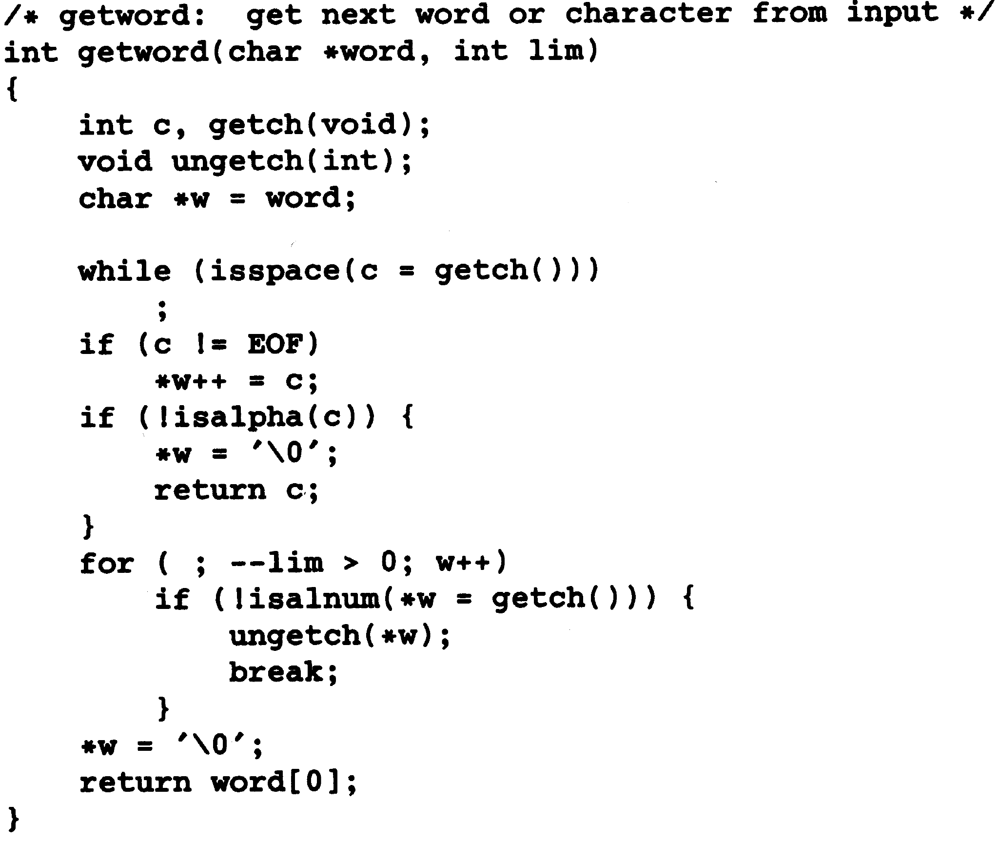 /* getword:  get next word or character from input */
int getword(char *word, int lim)
{
    int c, getch(void);
    void ungetch(int);
    char *w = word;

    while (isspace(c = getch()))
        ;
    if (c != EOF)
        *w++ = c;
    if (!isalpha(c)) {
        *w = '\0';
        return c;
    }
    for ( ; --lim > 0; w++)
        if (!isalnum(*w = getch())) {
            ungetch(*w);
            break;
        }
    *w = '\0';
    return word[0];
}